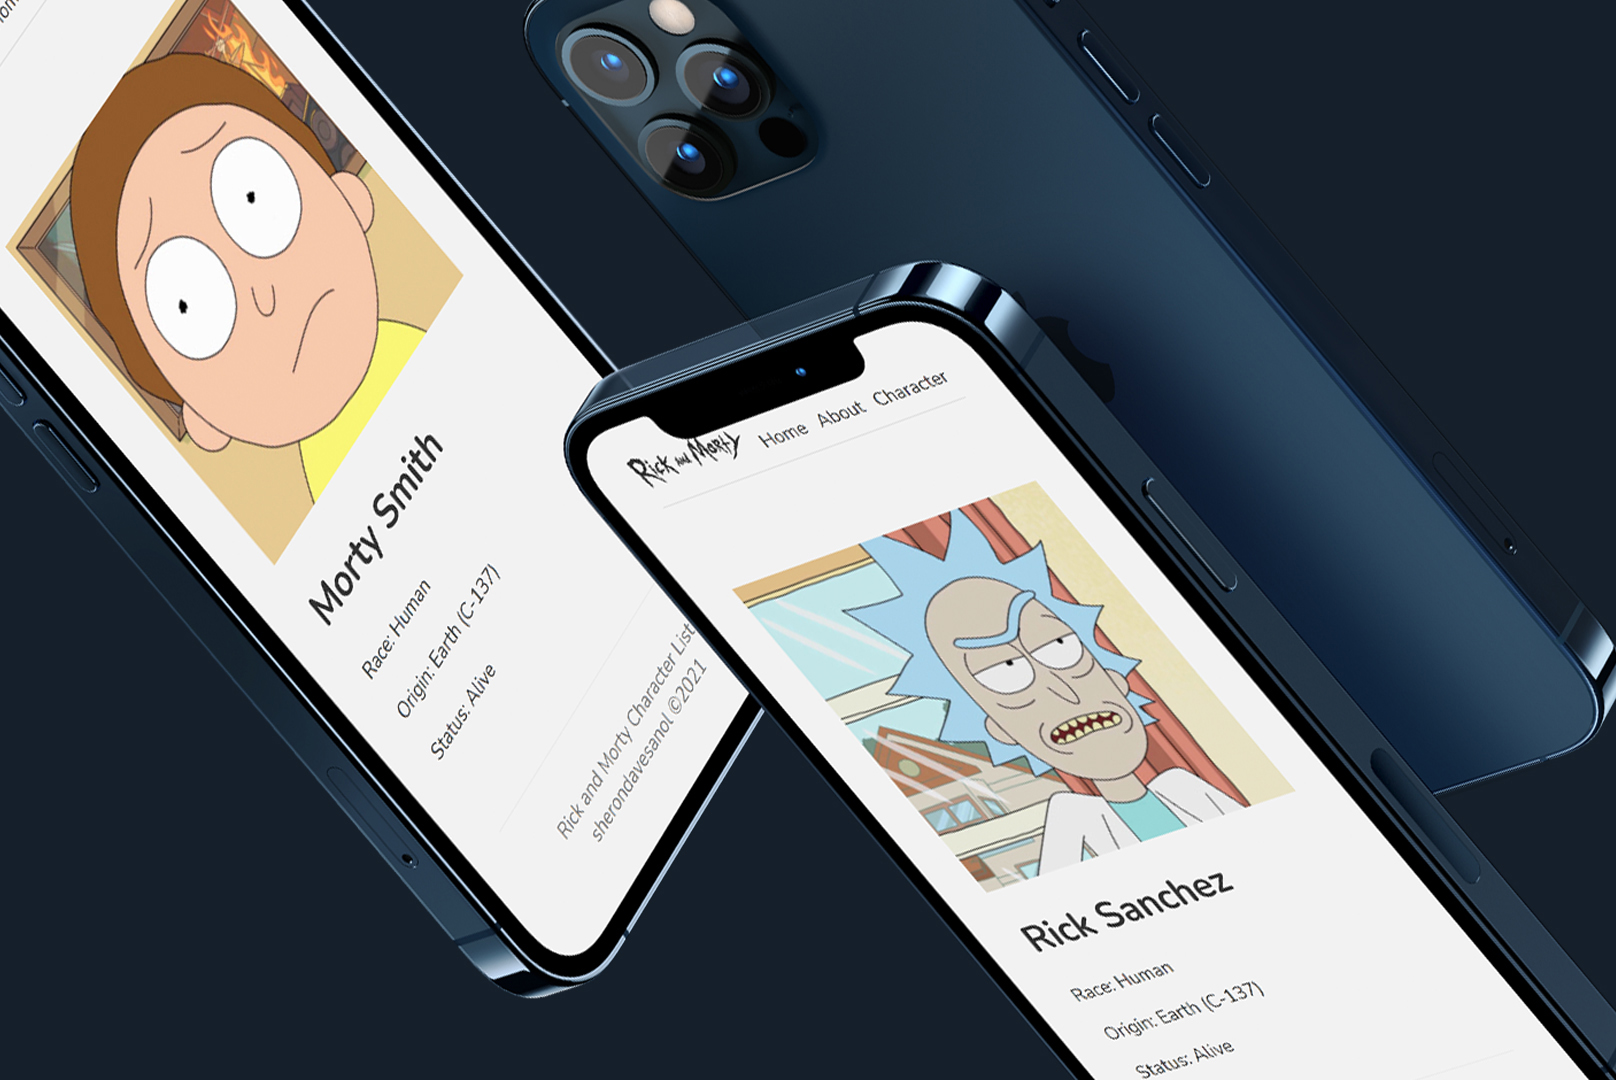 Morty Smith
Race: Human
Origin: Earth (C-137)
Status: Alive
Rick and Morty Character List
sherondavesanol ©2021
Rick and Morty Home About Character
Rick Sanchez
Race: Human
Origin: Earth (C-137)
Status: Alive